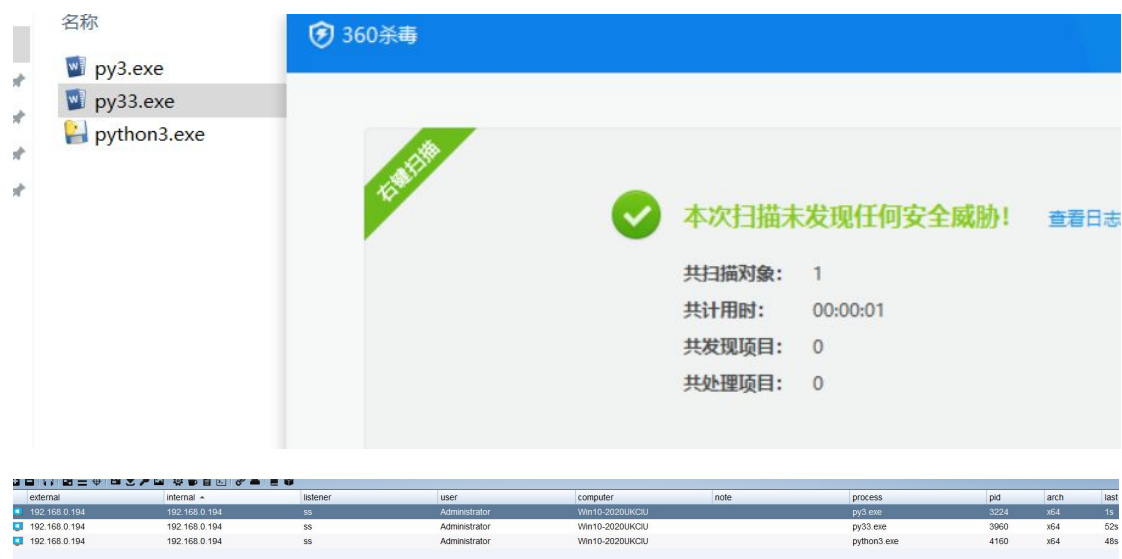 名称
py3.exe
py33.exe
python3.exe
360杀毒
右键扫描
本次扫描未发现任何安全威胁! 查看日志
共扫描对象: 1
共计用时: 00:00:01
共发现项目: 0
共处理项目: 0
external internal listener user computer note process pid arch last
192.168.0.194 192.168.0.194 ss Administrator Win10-2020UKCIU py3.exe 3224 x64 1s
192.168.0.194 192.168.0.194 ss Administrator Win10-2020UKCIU py33.exe 3960 x64 52s
192.168.0.194 192.168.0.194 ss Administrator Win10-2020UKCIU python3.exe 4160 x64 48s